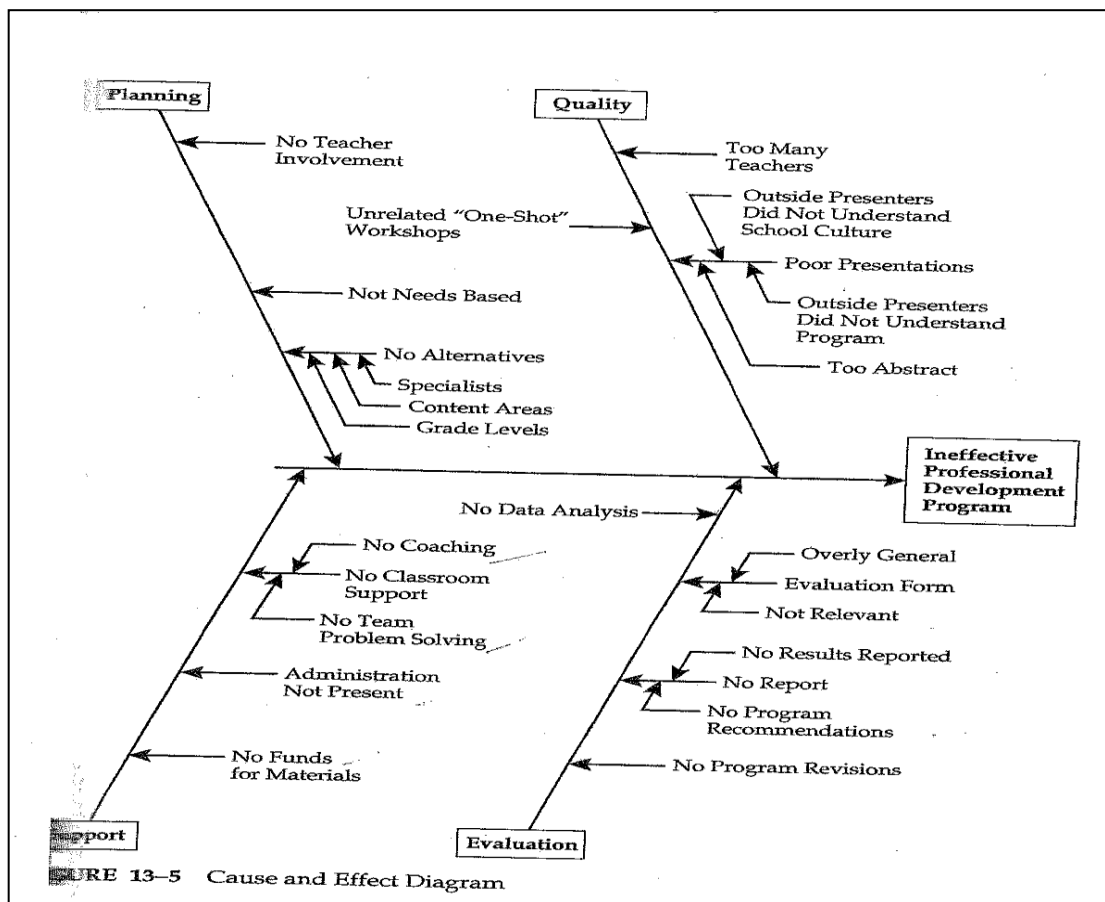 Planning
No Teacher
Involvement
Not Needs Based
No Alternatives
Specialists
Content Areas
Grade Levels
Quality
Too Many
Teachers
Unrelated “One-Shot”
Workshops
Outside Presenters
Did Not Understand
School Culture
Poor Presentations
Outside Presenters
Did Not Understand
Program
Too Abstract
Ineffective
Professional
Development
Program
No Coaching
No Classroom
Support
No Team
Problem Solving
Administration
Not Present
No Funds
for Materials
Support
No Data Analysis
Overly General
Evaluation Form
Not Relevant
No Results Reported
No Report
No Program
Recommendations
No Program Revisions
Evaluation
FIGURE 13–5 Cause and Effect Diagram